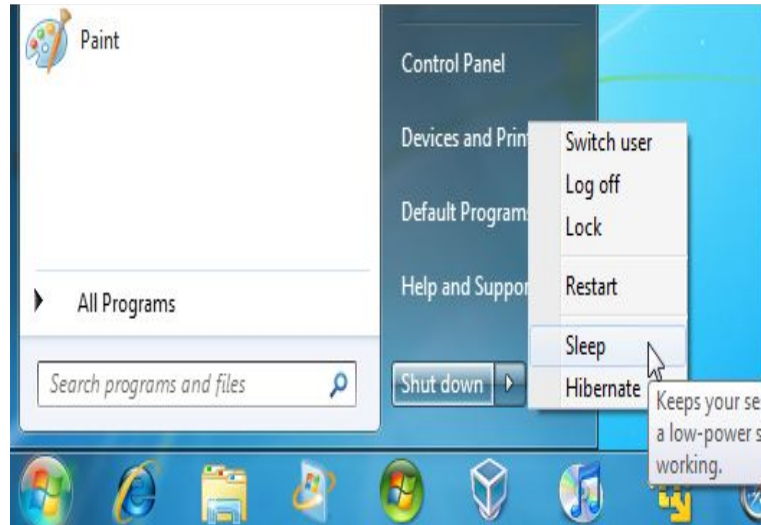 Paint
Control Panel
Devices and Prin
Default Program
Help and Suppor
All Programs
Search programs and files
Shut down
Switch user
Log off
Lock
Restart
Sleep
Hibernate
Keeps your se
a low-power s
working.